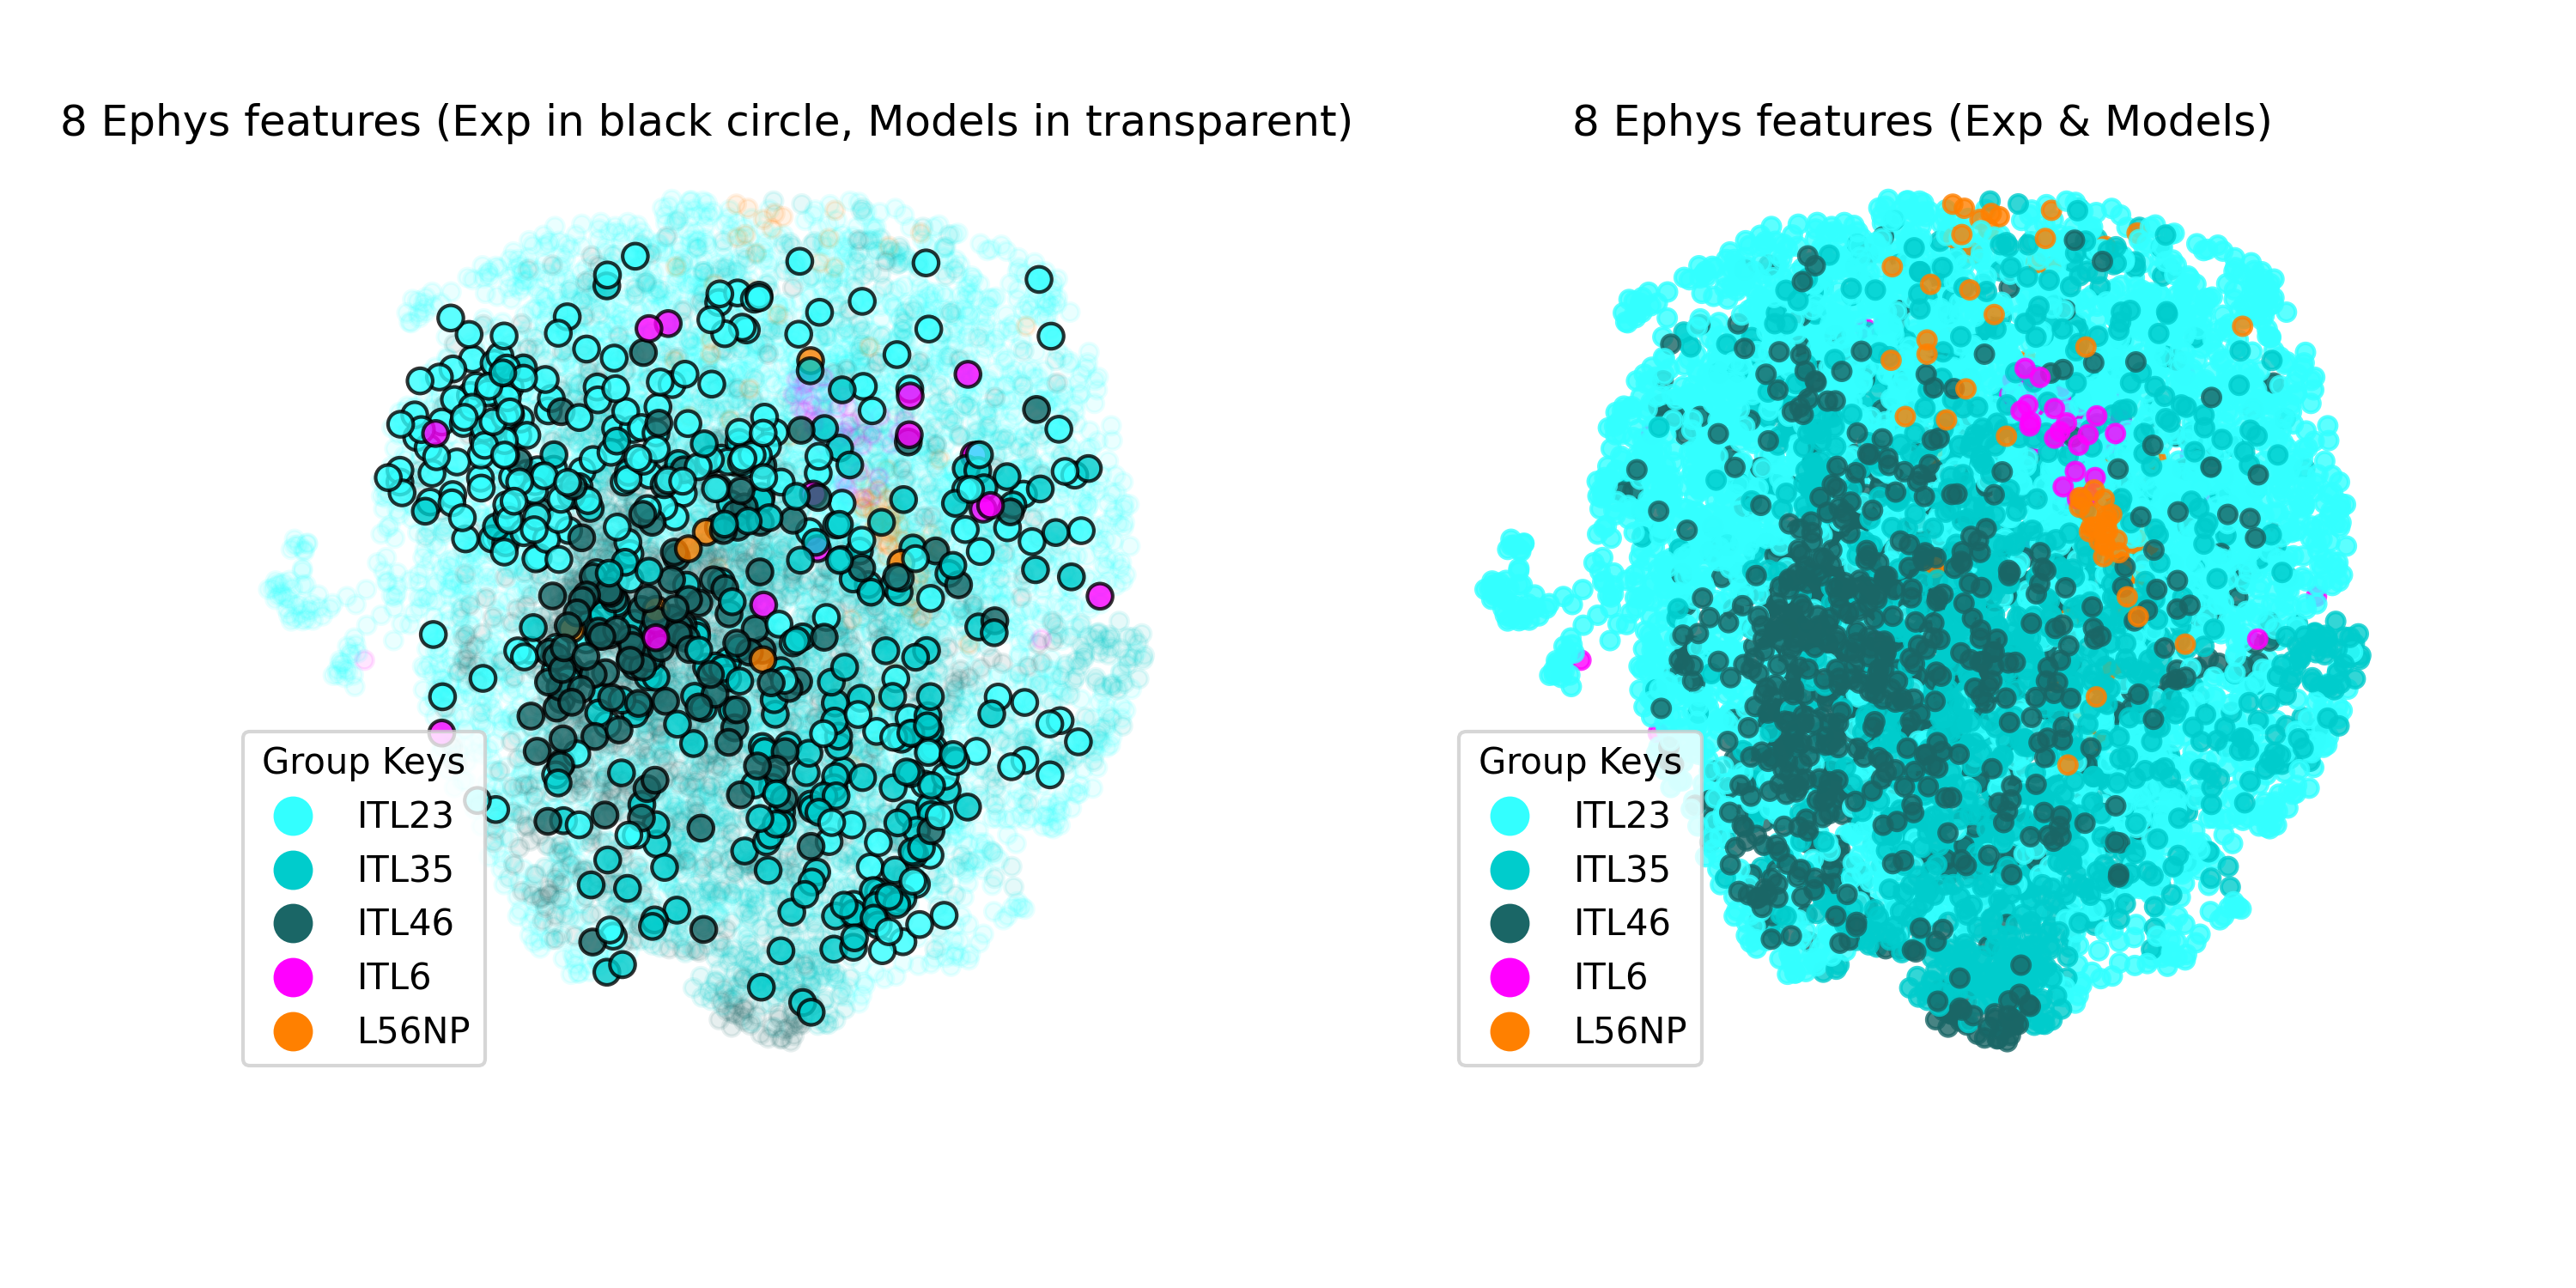 8 Ephys features (Exp in black circle, Models in transparent)
Group Keys
ITL23
ITL35
ITL46
ITL6
L56NP
8 Ephys features (Exp & Models)
Group Keys
ITL23
ITL35
ITL46
ITL6
L56NP